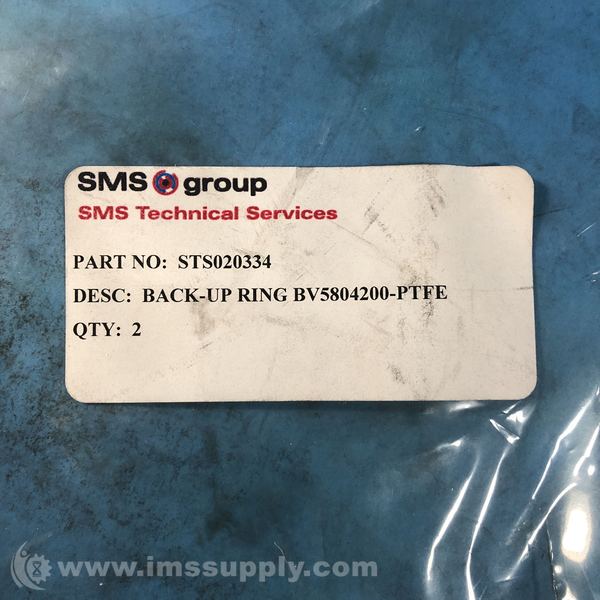 SMS group
SMS Technical Services
PART NO: STS020334
DESC: BACK-UP RING BV5804200-PTFE
QTY: 2
www.imssupply.com